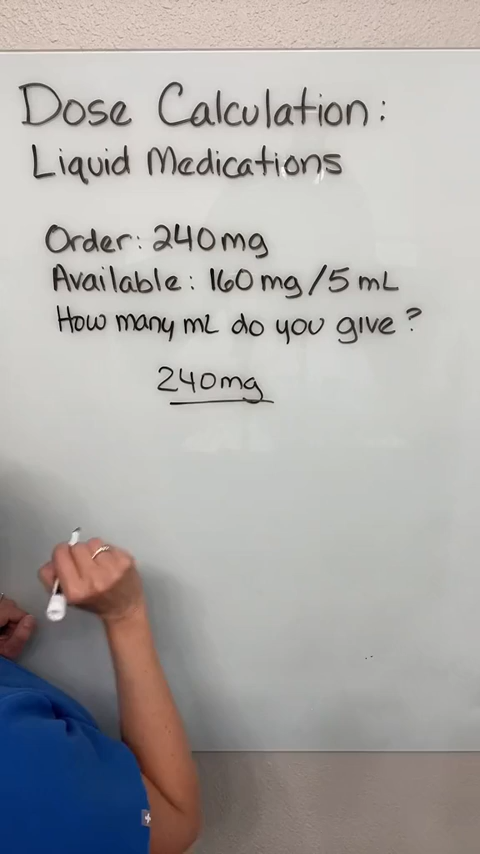 Dose Calculation:
Liquid Medications
Order: 240mg
Available: 160mg/5mL
How many mL do you give?
240mg